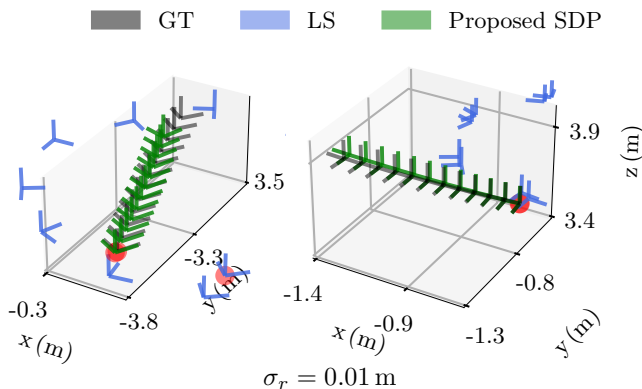 GT LS Proposed SDP
3.9
z (m)
3.5
3.4
-3.3
y (m)
-0.3
x (m)
-3.8
-1.4
x (m)
-0.9
-1.3
-0.8
y (m)
σ_r = 0.01 m